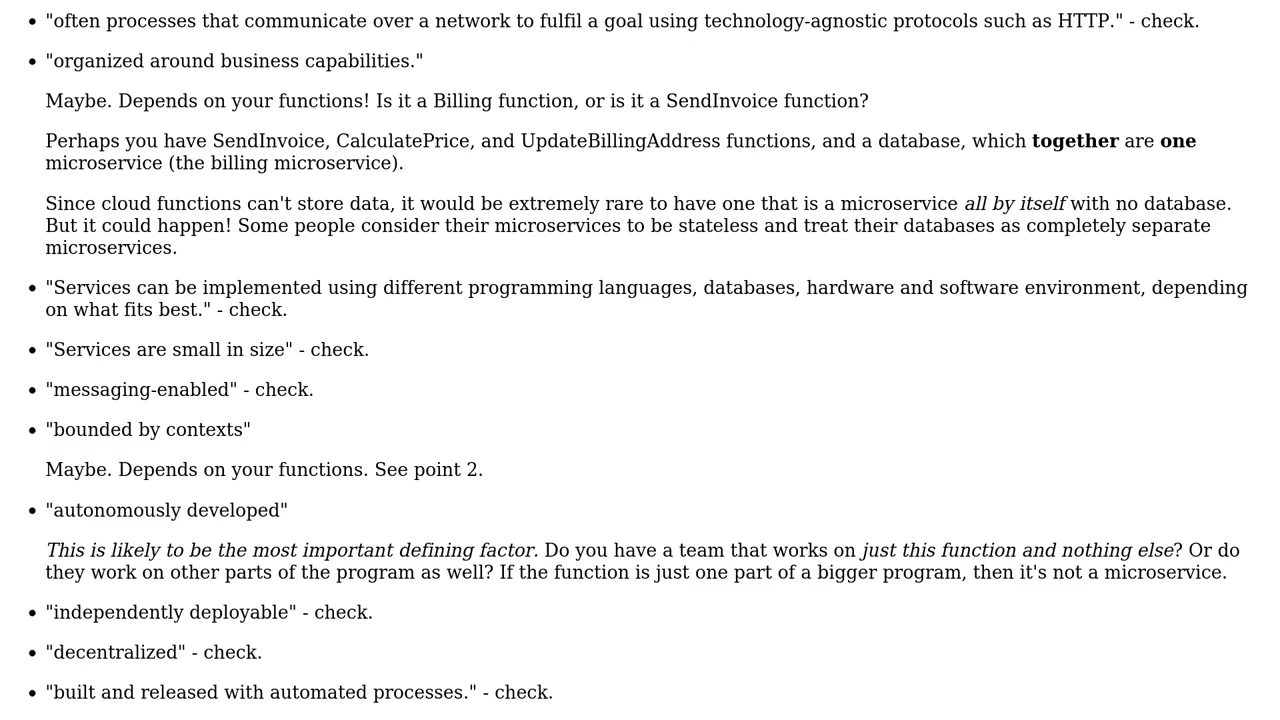 • "often processes that communicate over a network to fulfil a goal using technology-agnostic protocols such as HTTP." - check.
• "organized around business capabilities."
Maybe. Depends on your functions! Is it a Billing function, or is it a SendInvoice function?
Perhaps you have SendInvoice, CalculatePrice, and UpdateBillingAddress functions, and a database, which together are one
microservice (the billing microservice).
Since cloud functions can't store data, it would be extremely rare to have one that is a microservice all by itself with no database.
But it could happen! Some people consider their microservices to be stateless and treat their databases as completely separate
microservices.
• "Services can be implemented using different programming languages, databases, hardware and software environment, depending
on what fits best." - check.
• "Services are small in size" - check.
• "messaging-enabled" - check.
• "bounded by contexts"
Maybe. Depends on your functions. See point 2.
• "autonomously developed"
This is likely to be the most important defining factor. Do you have a team that works on just this function and nothing else? Or do
they work on other parts of the program as well? If the function is just one part of a bigger program, then it's not a microservice.
• "independently deployable" - check.
• "decentralized" - check.
• "built and released with automated processes." - check.